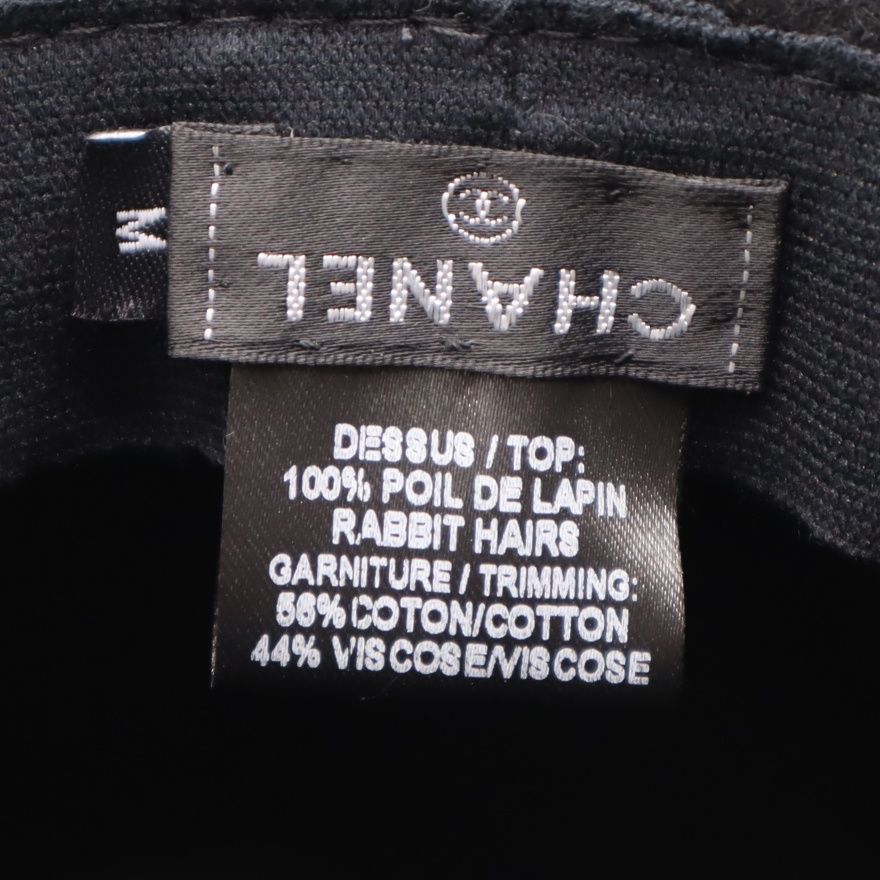 M
CHANEL
DESSUS / TOP:
100% POIL DE LAPIN
RABBIT HAIRS
GARNITURE / TRIMMING:
56% COTON/COTTON
44% VISCOSE/VISCOSE